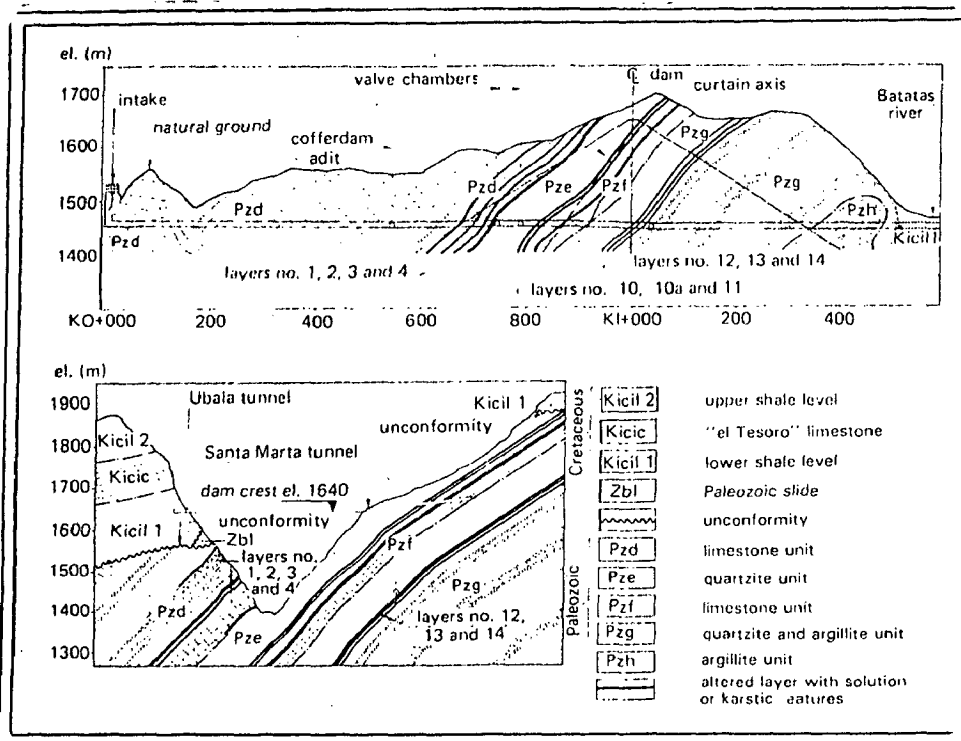 el. (m)
valve chambers
℄ dam
curtain axis
Batatas
river
intake
natural ground
cofferdam
adit
1700
1600
1500
1400
Pzd
Pzd
Pzd
Pze
Pzf
Pzg
Pzg
Pzh
Kicil 1
layers no. 1, 2, 3 and 4
layers no. 12, 13 and 14
layers no. 10, 10a and 11
KO+000 200 400 600 800 KI+000 200 400
el. (m)
1900
1800
1700
1600
1500
1400
1300
Ubala tunnel
Kicil 1
unconformity
Santa Marta tunnel
dam crest el. 1640
Kicil 2
Kicic
Kicil 1
unconformity
Zbl
layers no.
1, 2, 3
and 4
Pzd
Pze
Pzf
Pzg
layers no. 12,
13 and 14
Cretaceous
Paleozoic
Kicil 2 upper shale level
Kicic "el Tesoro" limestone
Kicil 1 lower shale level
Zbl Paleozoic slide
unconformity
Pzd limestone unit
Pze quartzite unit
Pzf limestone unit
Pzg quartzite and argillite unit
Pzh argillite unit
altered layer with solution
or karstic eatures